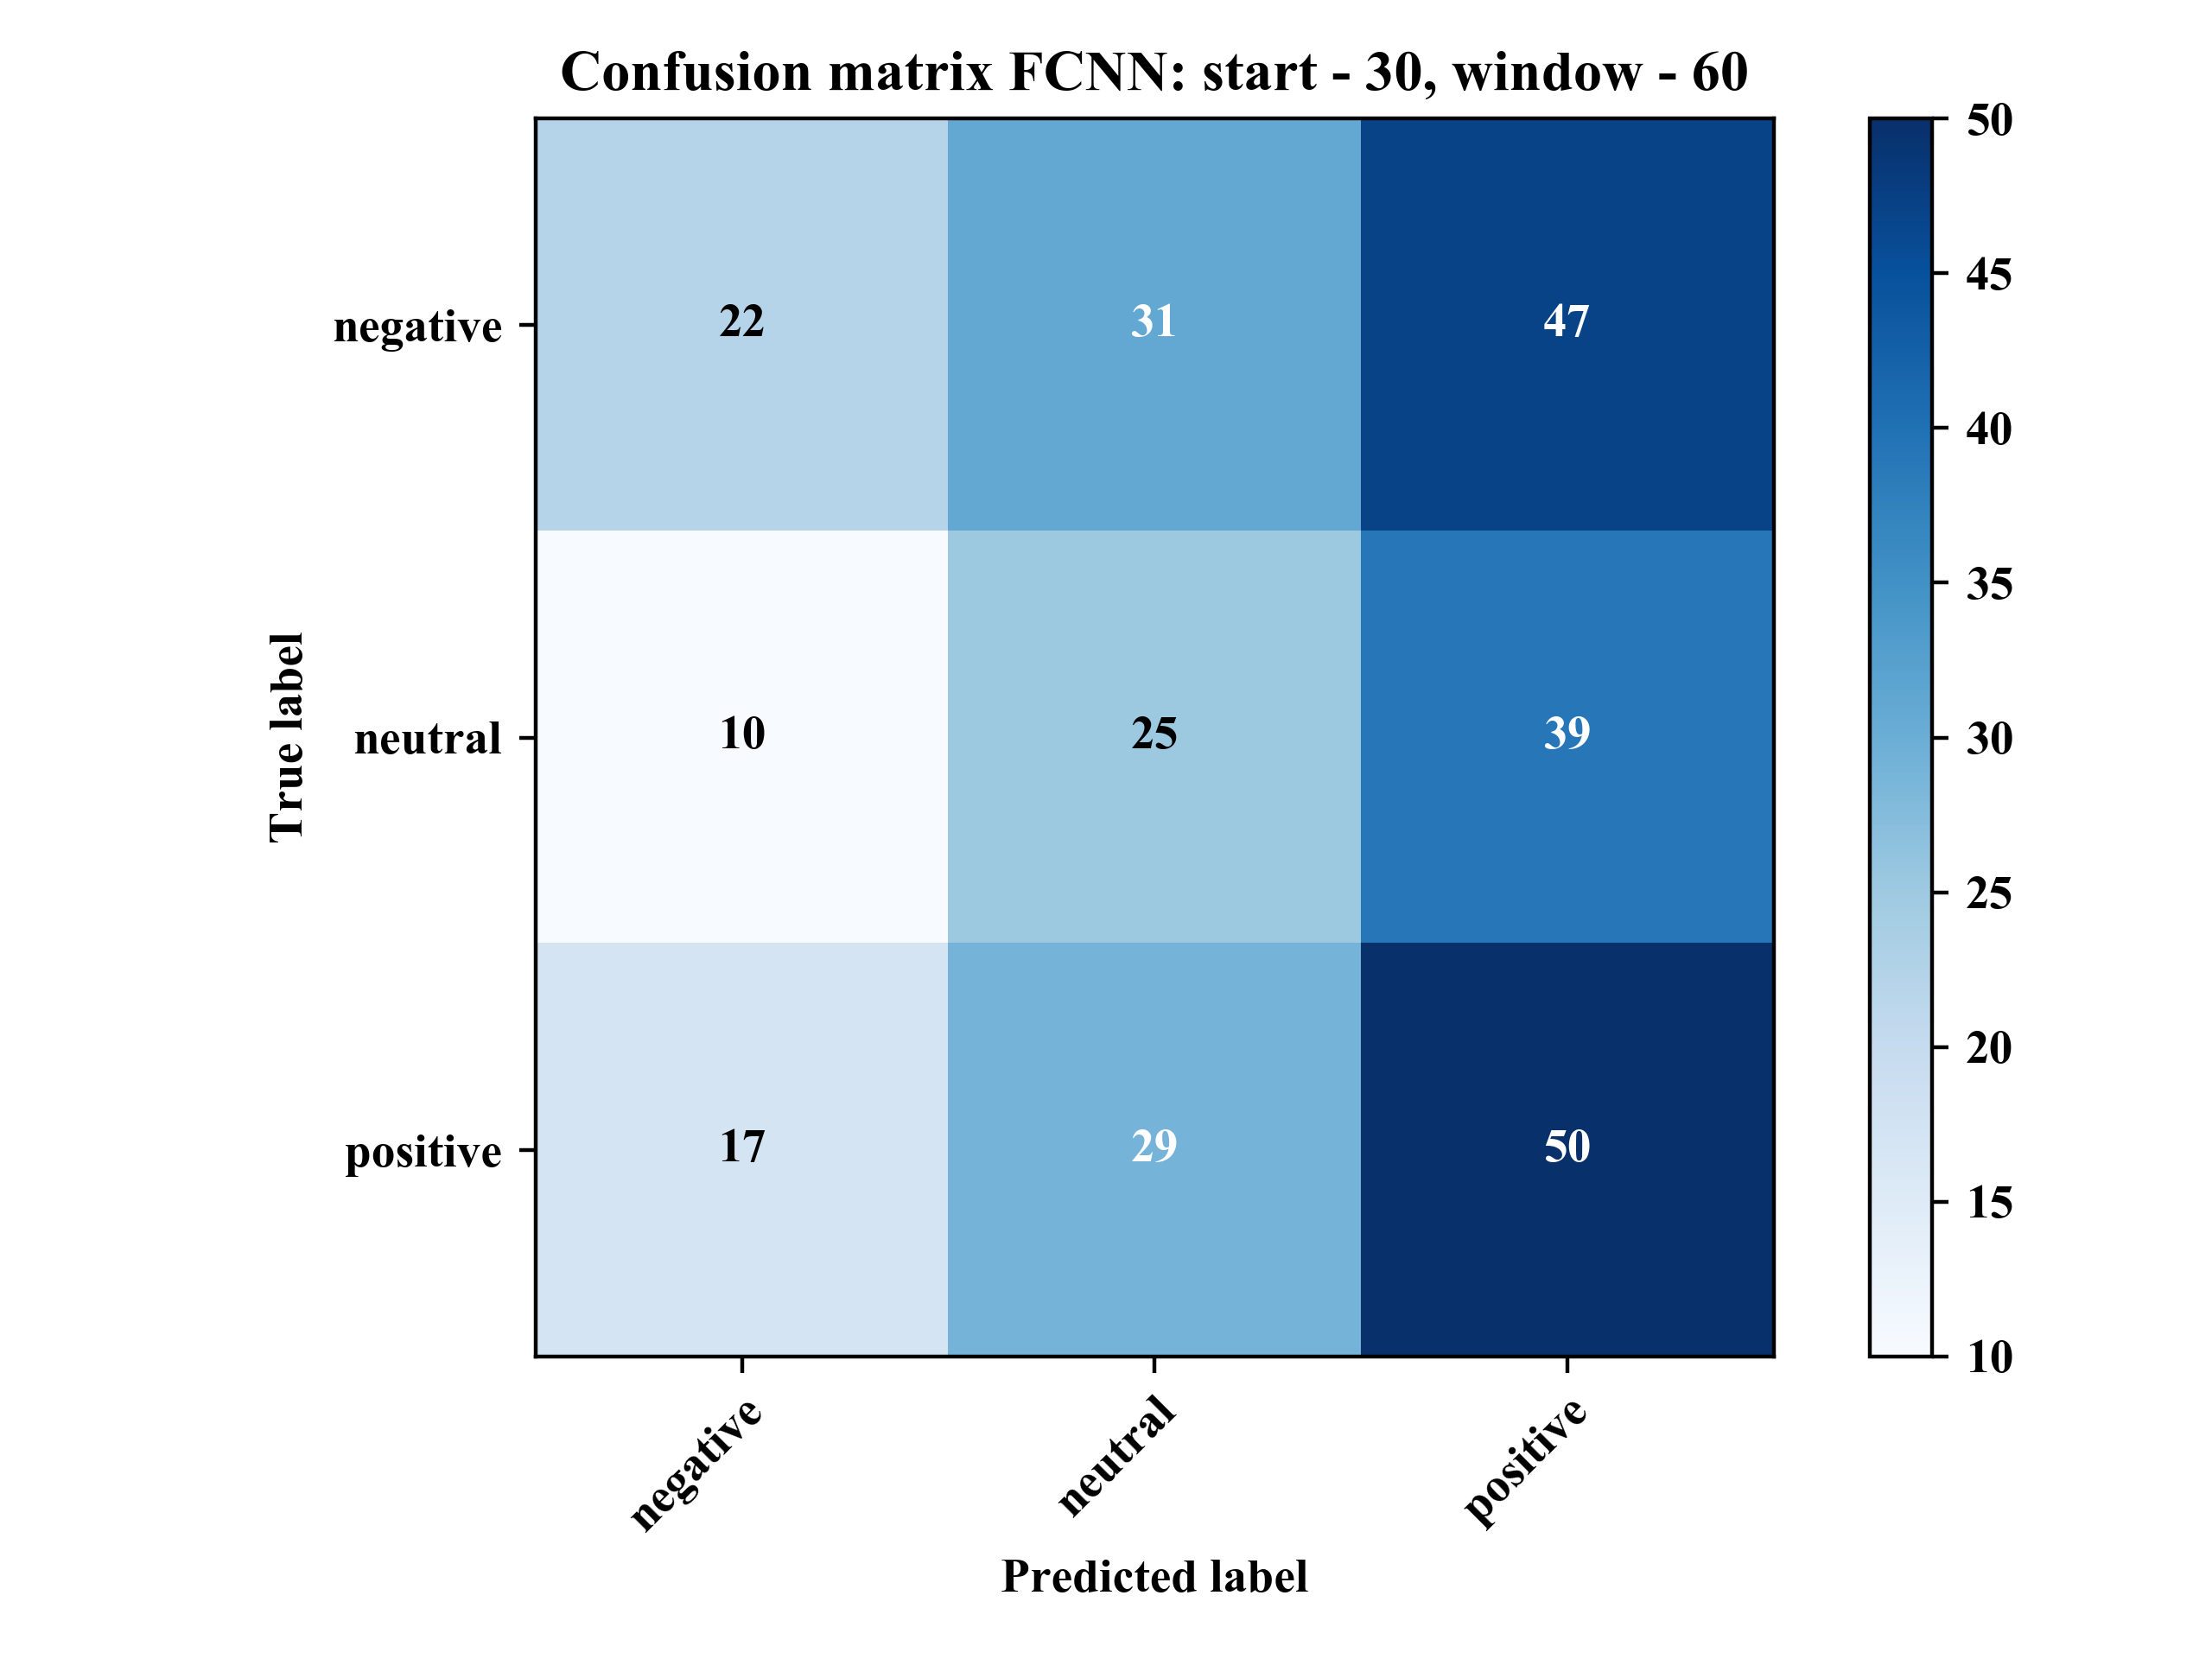 Confusion matrix FCNN: start - 30, window - 60
True label
negative
22
31
47
neutral
10
25
39
positive
17
29
50
negative
neutral
positive
Predicted label
50
45
40
35
30
25
20
15
10